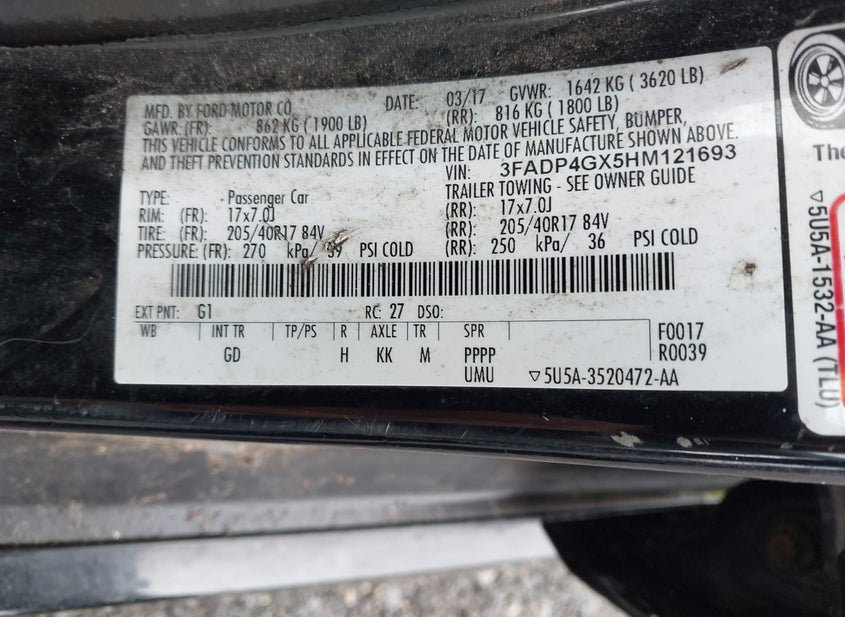 MFD. BY FORD MOTOR CO.
DATE: 03/17 GVWR: 1642 KG ( 3620 LB)
GAWR: (FR): 862 KG ( 1900 LB) (RR): 816 KG ( 1800 LB)
THIS VEHICLE CONFORMS TO ALL APPLICABLE FEDERAL MOTOR VEHICLE SAFETY, BUMPER,
AND THEFT PREVENTION STANDARDS IN EFFECT ON THE DATE OF MANUFACTURE SHOWN ABOVE.
VIN: 3FADP4GX5HM121693
TYPE: Passenger Car TRAILER TOWING - SEE OWNER GUIDE
RIM: (FR): 17x7.0J (RR): 17x7.0J
TIRE: (FR): 205/40R17 84V (RR): 205/40R17 84V
PRESSURE: (FR): 270 kPa/ 39 PSI COLD (RR): 250 kPa/ 36 PSI COLD
EXT PNT: G1 RC: 27 DSO:
WB INT TR TP/PS R AXLE TR SPR F0017
GD H KK M PPPP R0039
UMU ▽5U5A-3520472-AA
The
▽5U5A-1532-AA (TLU)